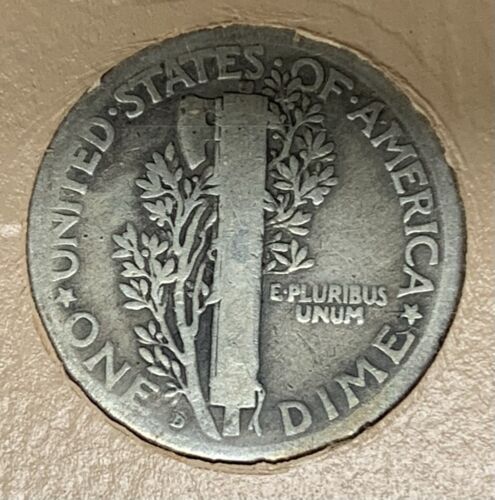 UNITED·STATES·OF·AMERICA
E·PLURIBUS
UNUM
★ONE DIME★
D